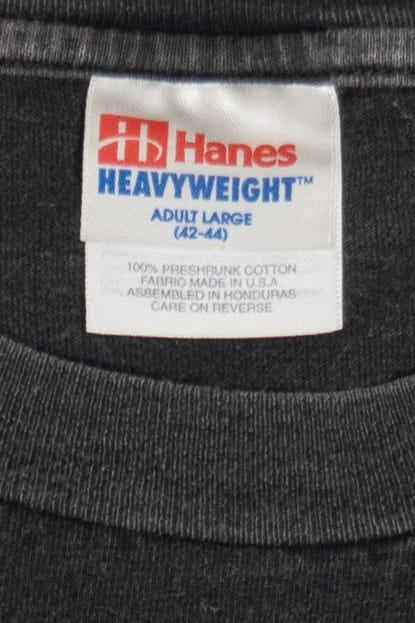 Hanes
HEAVYWEIGHT™
ADULT LARGE
(42-44)
100% PRESHRUNK COTTON
FABRIC MADE IN U.S.A.
ASSEMBLED IN HONDURAS
CARE ON REVERSE